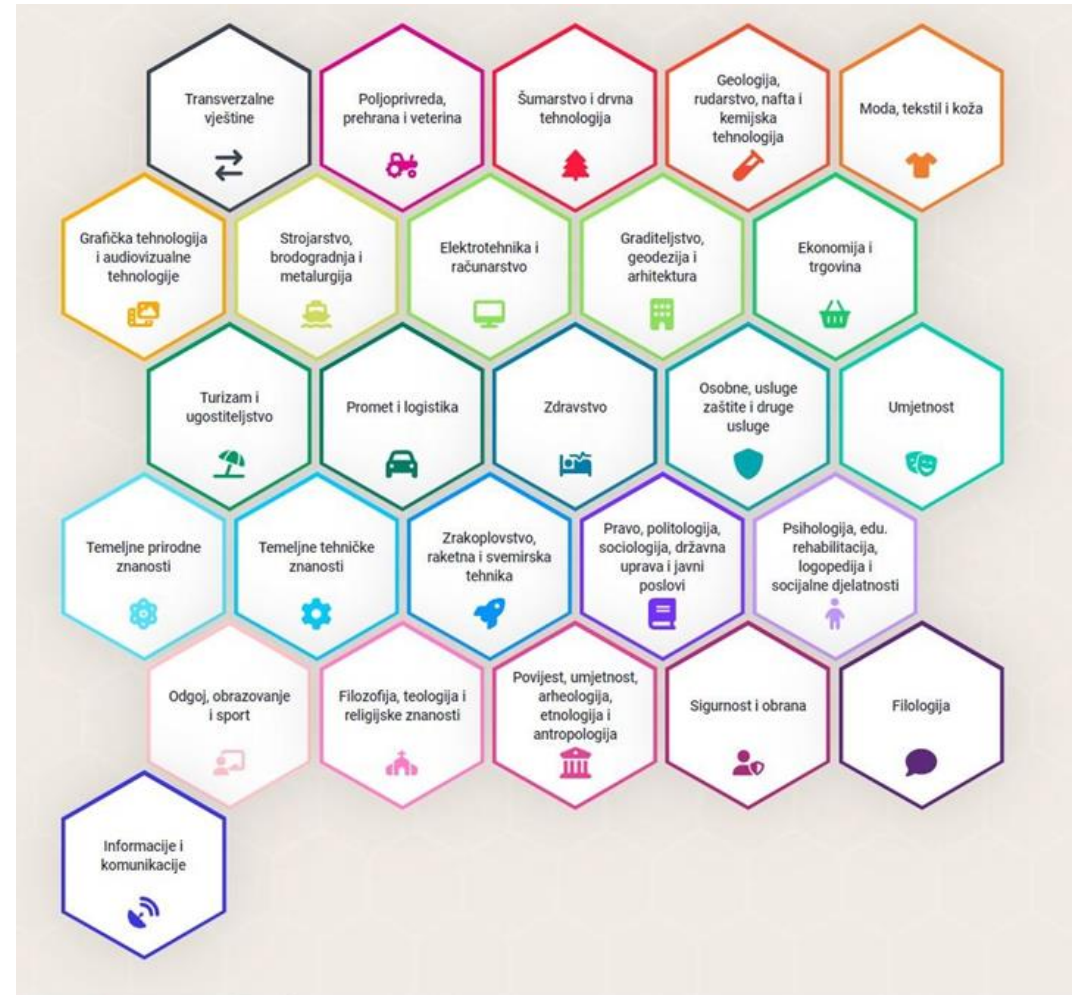 Transverzalne
vještine
Poljoprivreda,
prehrana i veterina
Šumarstvo i drvna
tehnologija
Geologija,
rudarstvo, nafta i
kemijska
tehnologija
Moda, tekstil i koža
Grafička tehnologija
i audiovizualne
tehnologije
Strojarstvo,
brodogradnja i
metalurgija
Elektrotehnika i
računarstvo
Graditeljstvo,
geodezija i
arhitektura
Ekonomija i
trgovina
Turizam i
ugostiteljstvo
Promet i logistika
Zdravstvo
Osobne, usluge
zaštite i druge
usluge
Umjetnost
Temeljne prirodne
znanosti
Temeljne tehničke
znanosti
Zrakoplovstvo,
raketna i svemirska
tehnika
Pravo, politologija,
sociologija, državna
uprava i javni
poslovi
Psihologija, edu.
rehabilitacija,
logopedija i
socijalne djelatnosti
Odgoj, obrazovanje
i sport
Filozofija, teologija i
religijske znanosti
Povijest, umjetnost,
arheologija,
etnologija i
antropologija
Sigurnost i obrana
Filologija
Informacije i
komunikacije